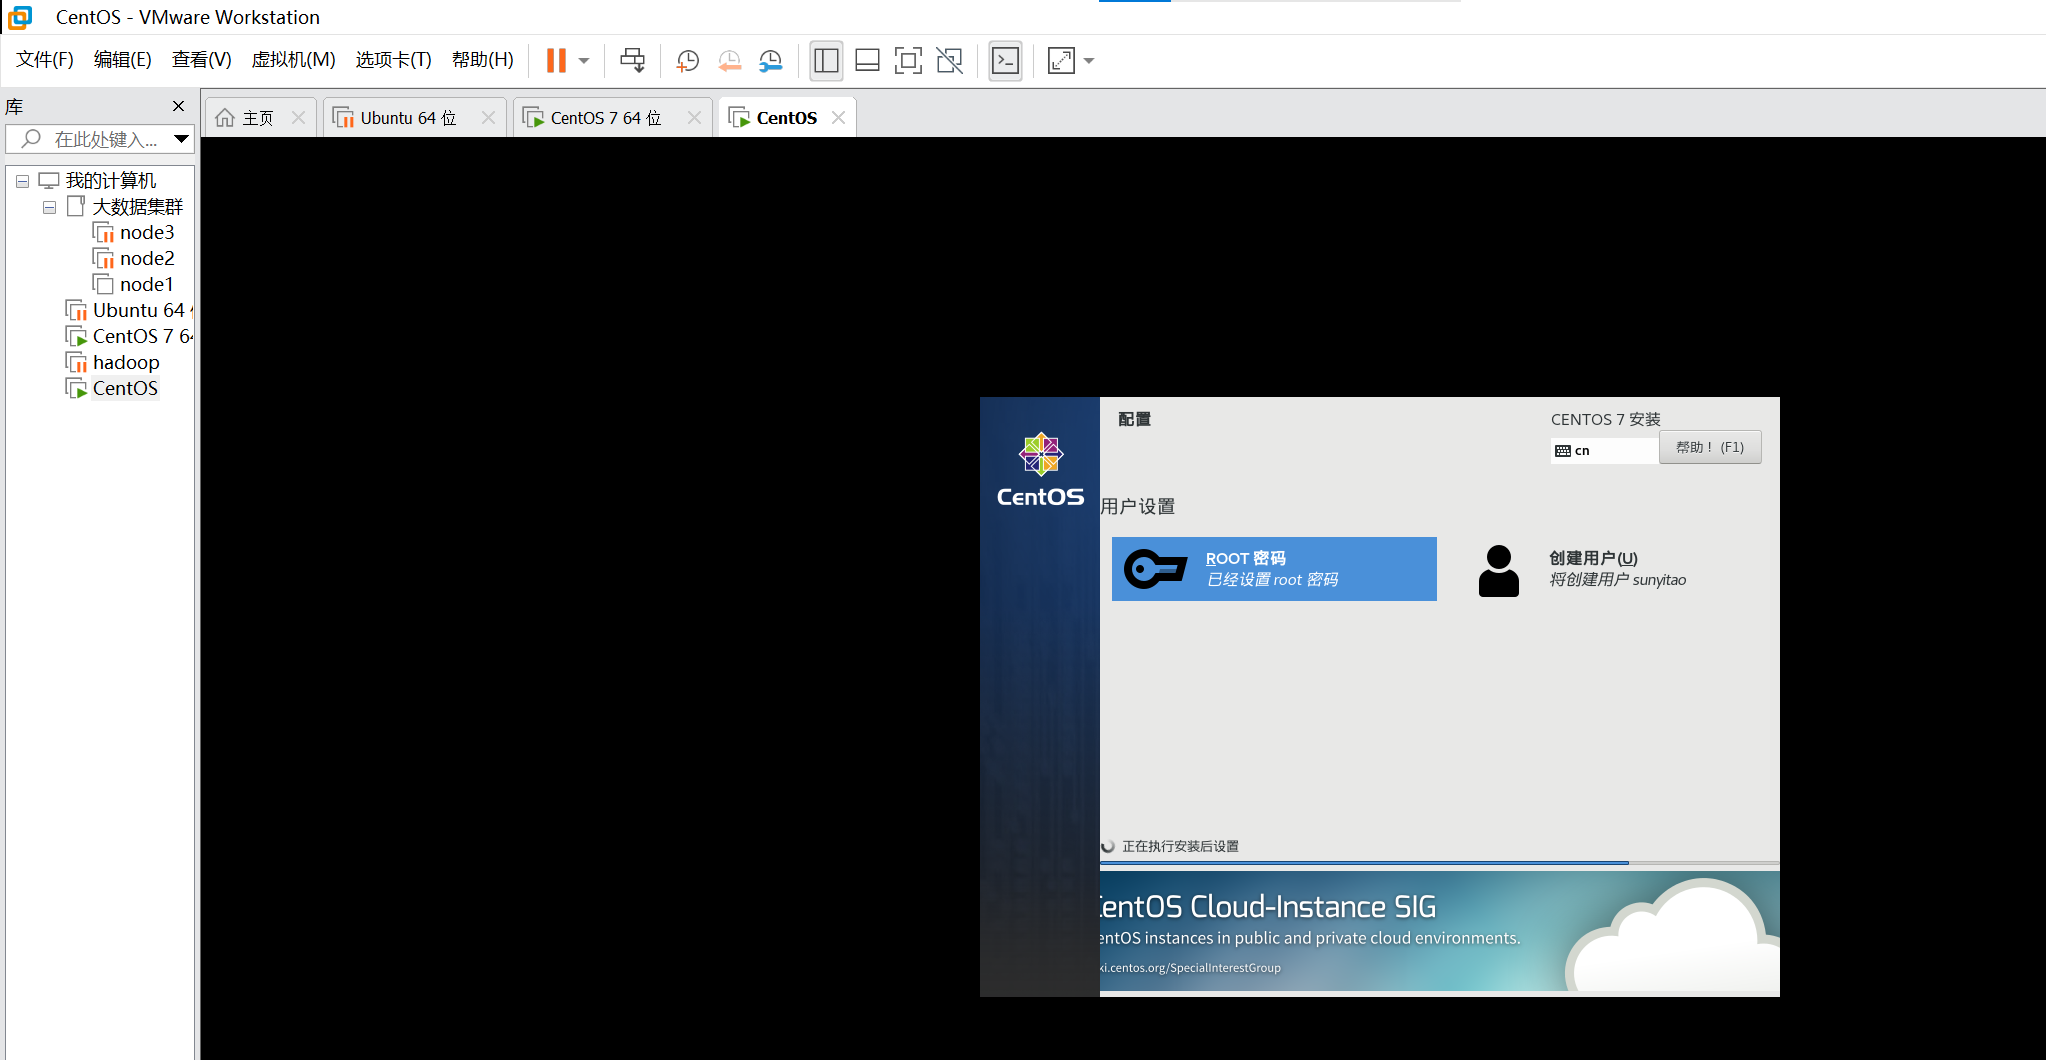 CentOS - VMware Workstation
文件(F) 编辑(E) 查看(V) 虚拟机(M) 选项卡(T) 帮助(H)
库
在此处键入...
主页
Ubuntu 64 位
CentOS 7 64 位
CentOS
我的计算机
大数据集群
node3
node2
node1
Ubuntu 64
CentOS 7 64
hadoop
CentOS
CentOS
配置
CENTOS 7 安装
cn
帮助！ (F1)
用户设置
ROOT 密码
已经设置 root 密码
创建用户(U)
将创建用户 sunyitao
正在执行安装后设置
CentOS Cloud-Instance SIG
entOS instances in public and private cloud environments.
ki.centos.org/SpecialInterestGroup